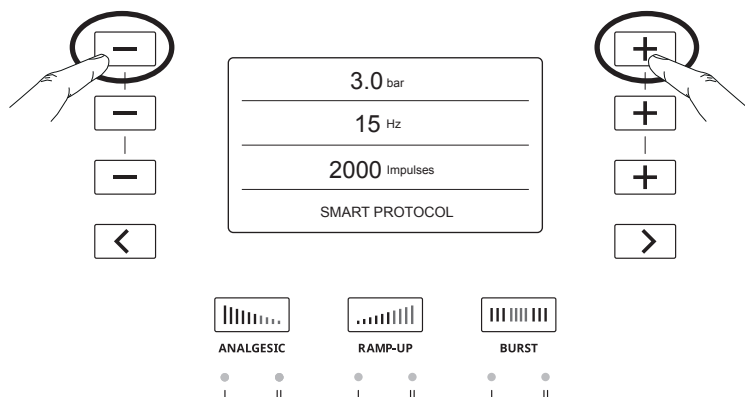 3.0 bar
15 Hz
2000 Impulses
SMART PROTOCOL
ANALGESIC RAMP-UP BURST
I II I II I II